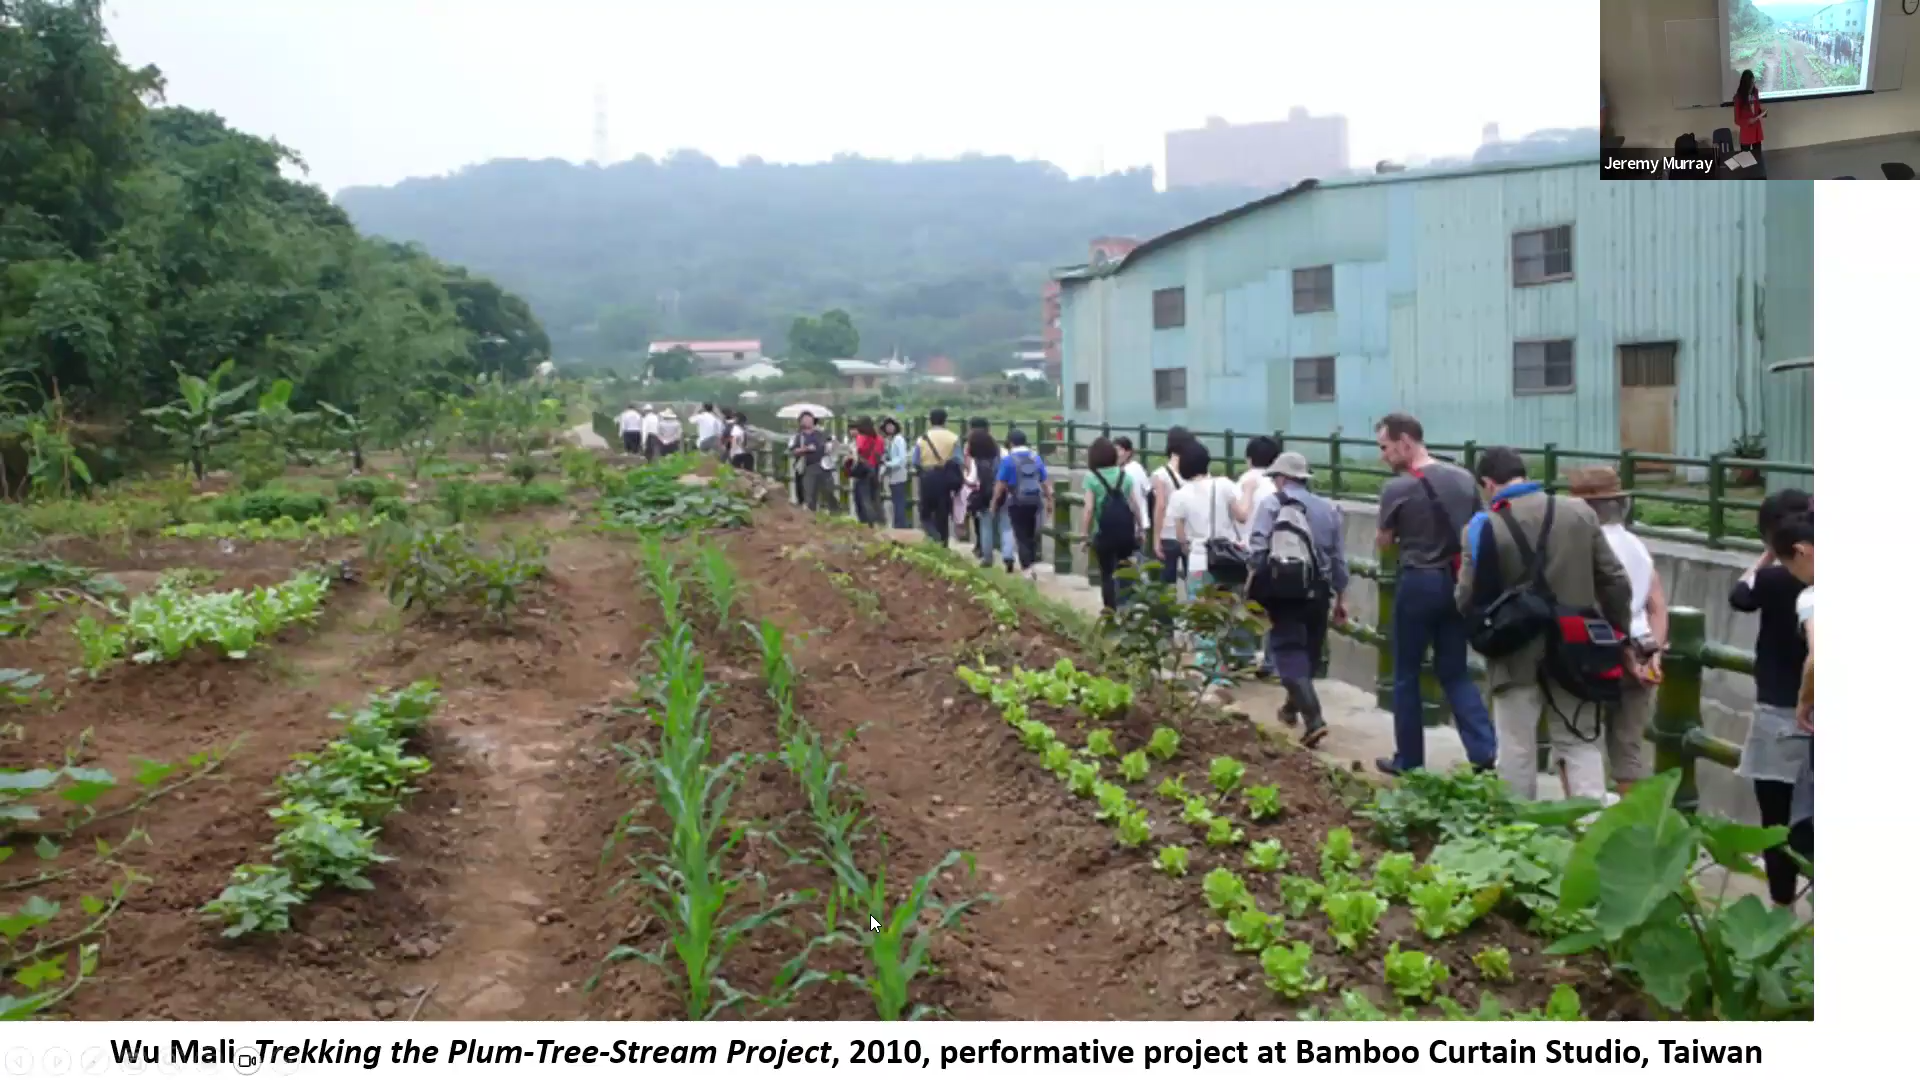 Jeremy Murray
Wu Mali, Trekking the Plum-Tree-Stream Project, 2010, performative project at Bamboo Curtain Studio, Taiwan